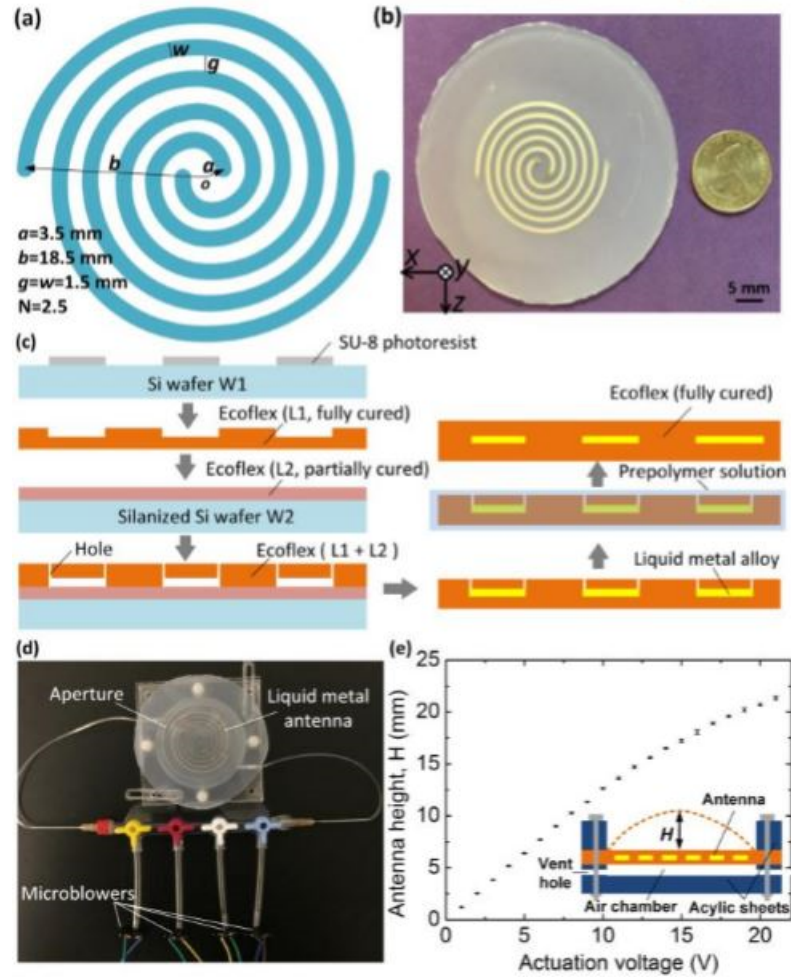 (a)
w
g
b
a
o
a=3.5 mm
b=18.5 mm
g=w=1.5 mm
N=2.5
(b)
x
y
z
5 mm
(c)
SU-8 photoresist
Si wafer W1
Ecoflex (L1, fully cured)
Ecoflex (L2, partially cured)
Silanized Si wafer W2
Hole
Ecoflex ( L1 + L2 )
Ecoflex (fully cured)
Prepolymer solution
Liquid metal alloy
(d)
Aperture
Liquid metal
antenna
Microblowers
(e)
Antenna height, H (mm)
25
20
15
10
5
0
H
Antenna
Vent
hole
Air chamber
Acylic sheets
0
5
10
15
20
Actuation voltage (V)